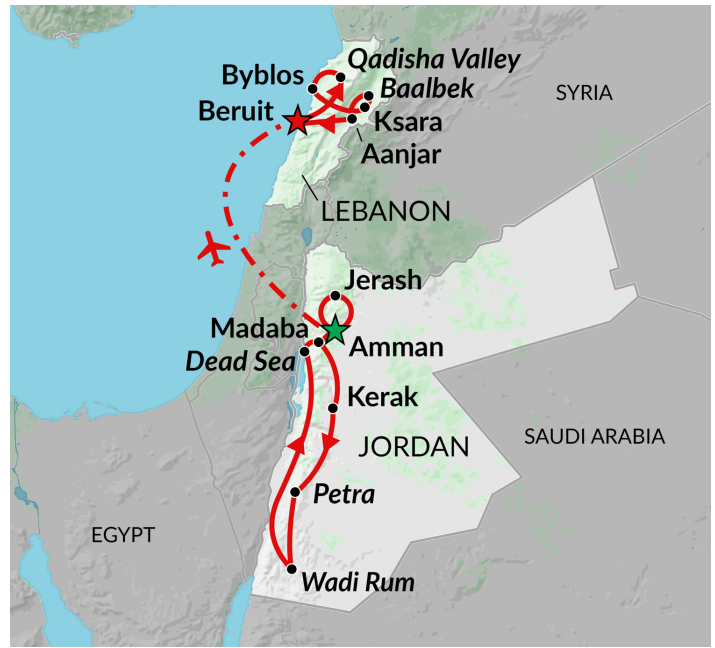 Qadisha Valley
Byblos
Baalbek
SYRIA
Beruit
Ksara
Aanjar
LEBANON
Jerash
Madaba
Amman
Dead Sea
Kerak
SAUDI ARABIA
JORDAN
Petra
EGYPT
Wadi Rum